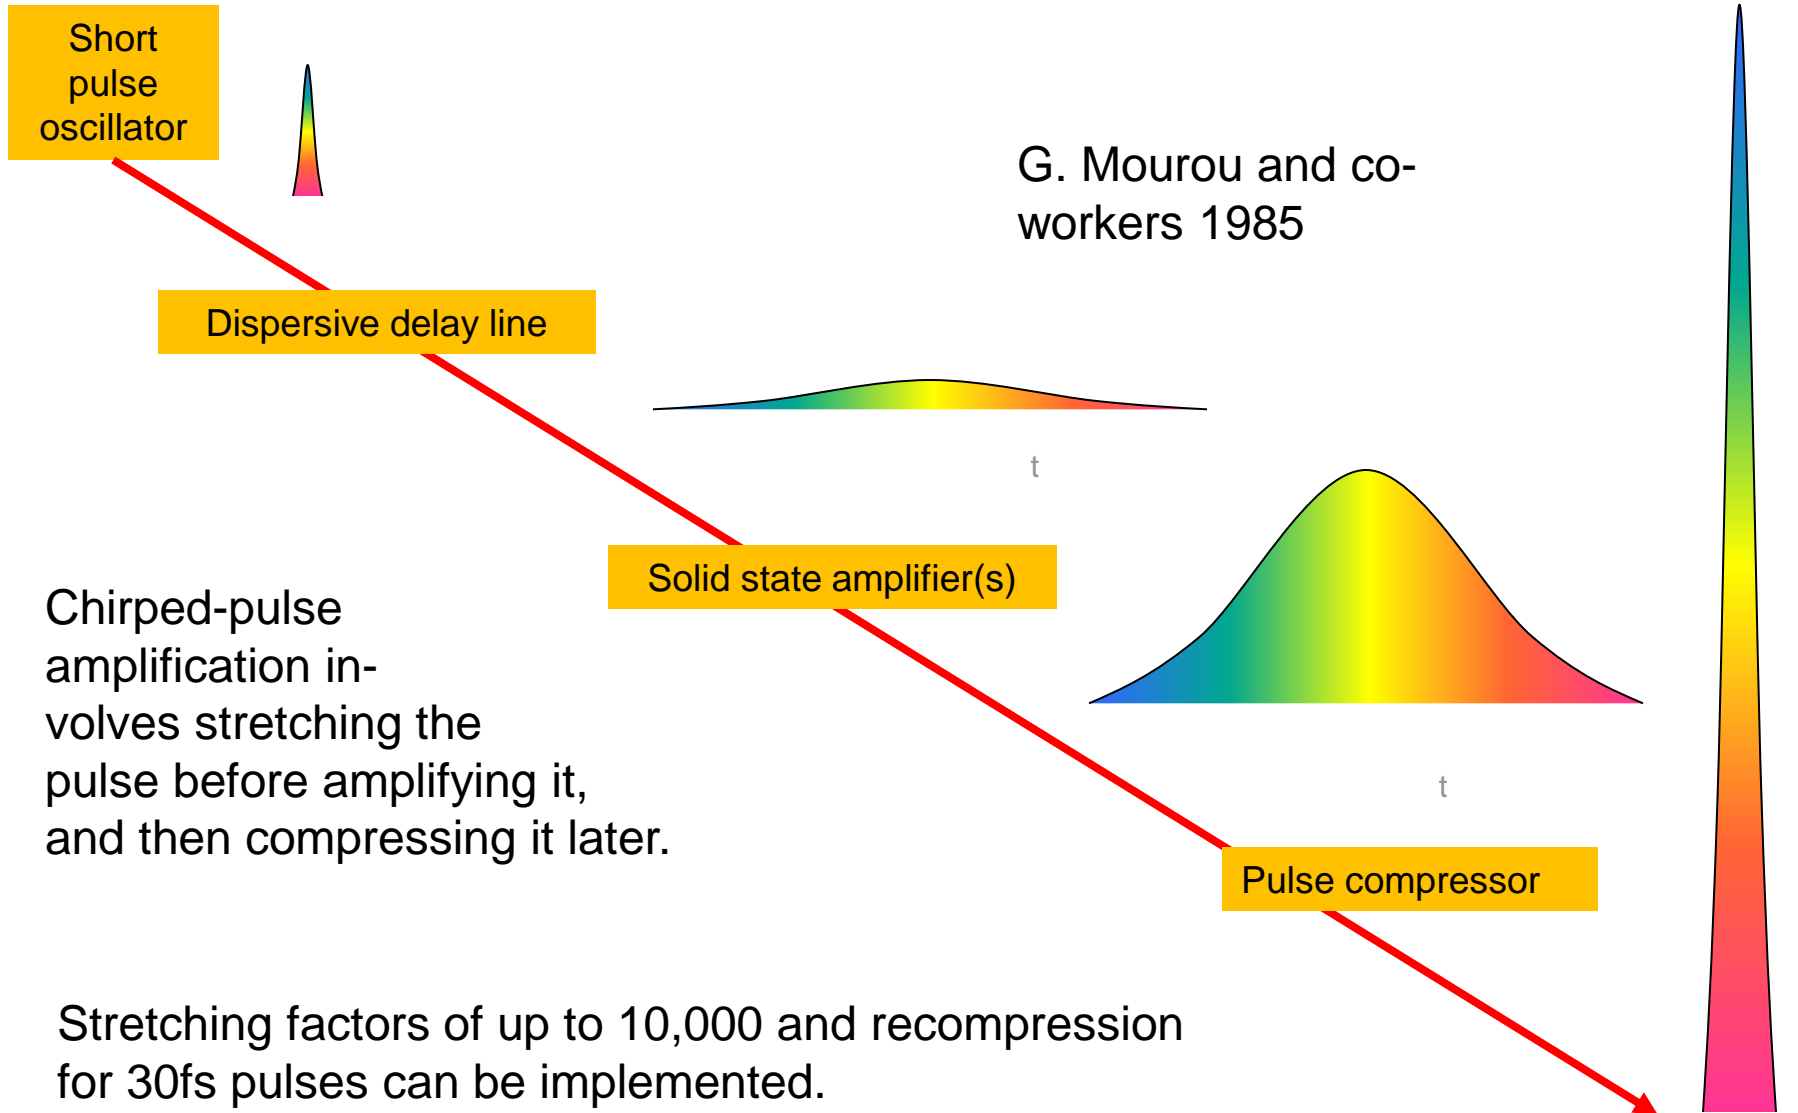 Short
pulse
oscillator
G. Mourou and co-
workers 1985
Dispersive delay line
t
Solid state amplifier(s)
Chirped-pulse
amplification in-
volves stretching the
pulse before amplifying it,
and then compressing it later.
t
Pulse compressor
Stretching factors of up to 10,000 and recompression
for 30fs pulses can be implemented.